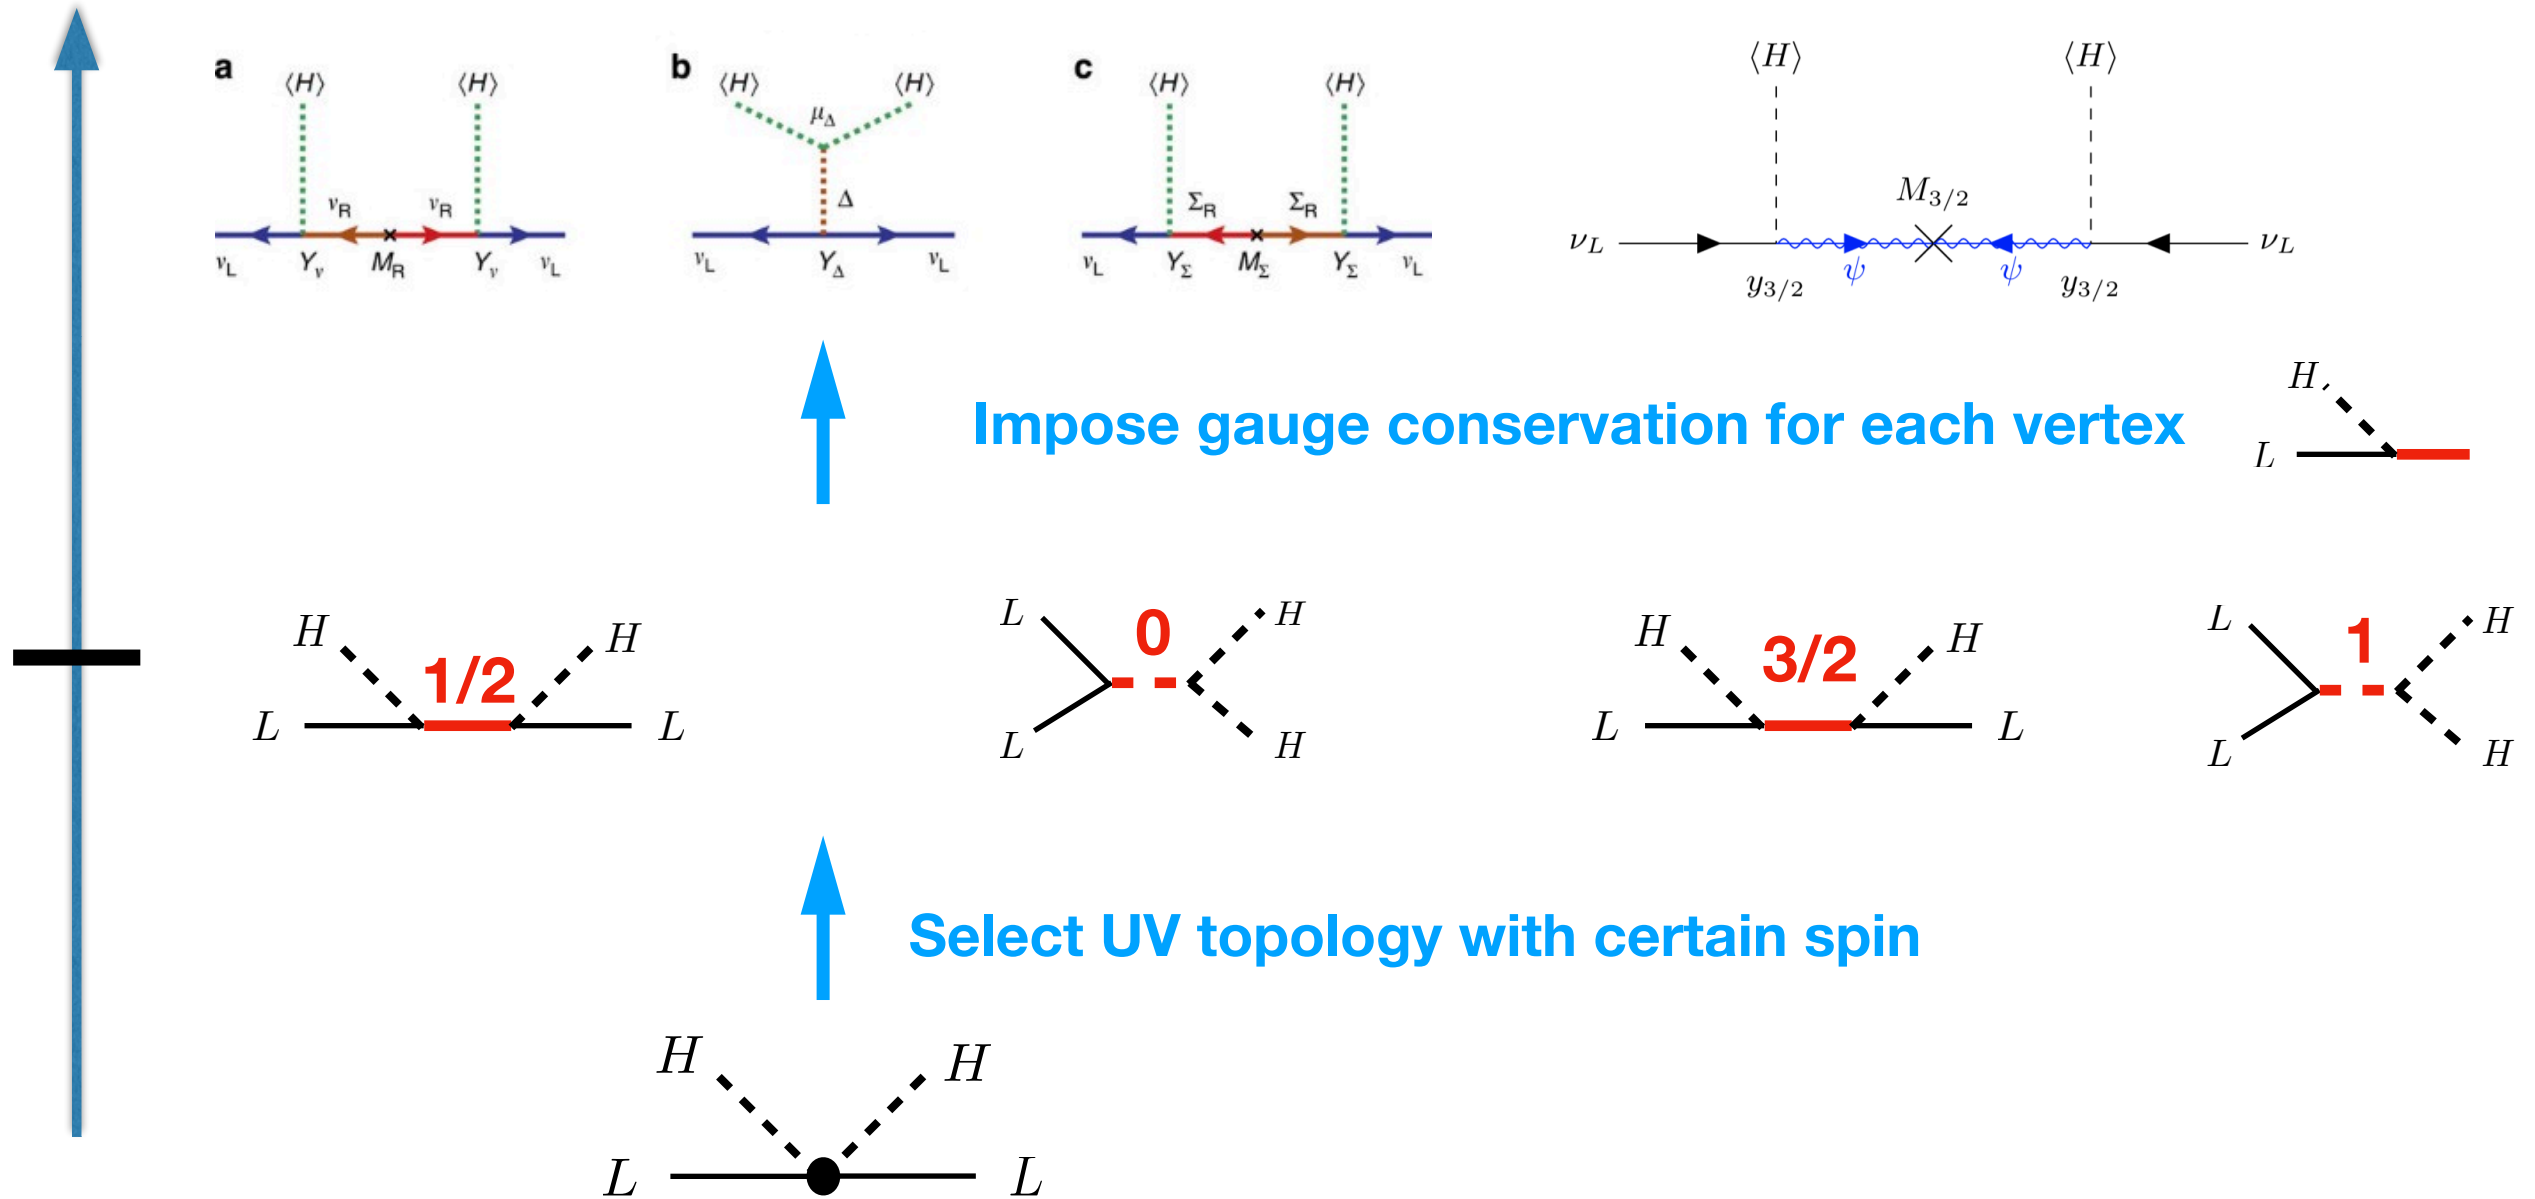 a
⟨H⟩ ⟨H⟩
ν_R ν_R
ν_L Y_ν M_R Y_ν ν_L
b
⟨H⟩ ⟨H⟩
μ_Δ
Δ
ν_L Y_Δ ν_L
c
⟨H⟩ ⟨H⟩
Σ_R Σ_R
ν_L Y_Σ M_Σ Y_Σ ν_L
⟨H⟩ ⟨H⟩
M_{3/2}
ν_L ν_L
ψ ψ
y_{3/2} y_{3/2}
Impose gauge conservation for each vertex
H
L
H H
1/2
L L
L H
0
L H
H H
3/2
L L
L H
1
L H
Select UV topology with certain spin
H H
L L